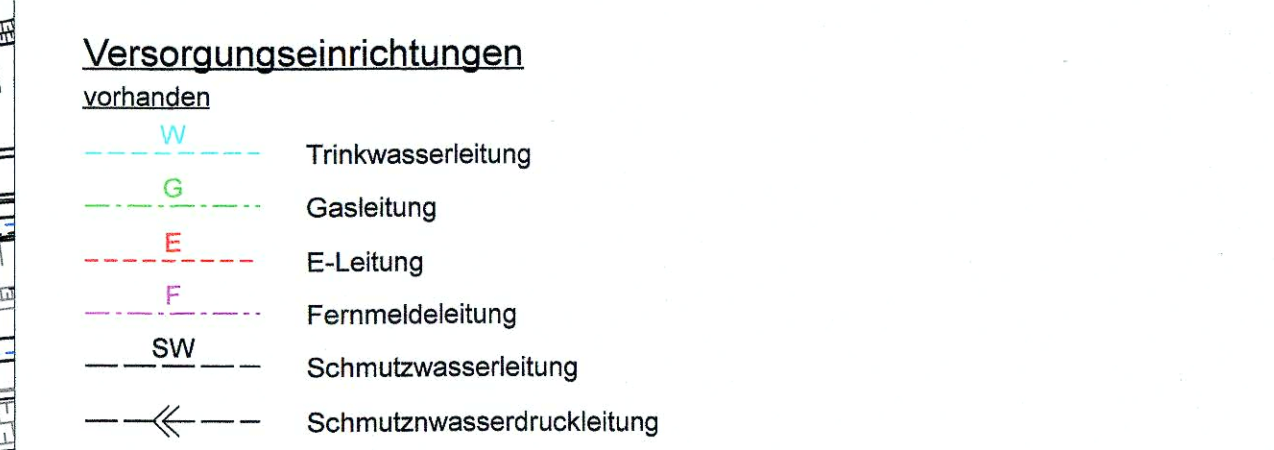 Versorgungseinrichtungen
vorhanden
W Trinkwasserleitung
G Gasleitung
E E-Leitung
F Fernmeldeleitung
SW Schmutzwasserleitung
Schmutznwasserdruckleitung